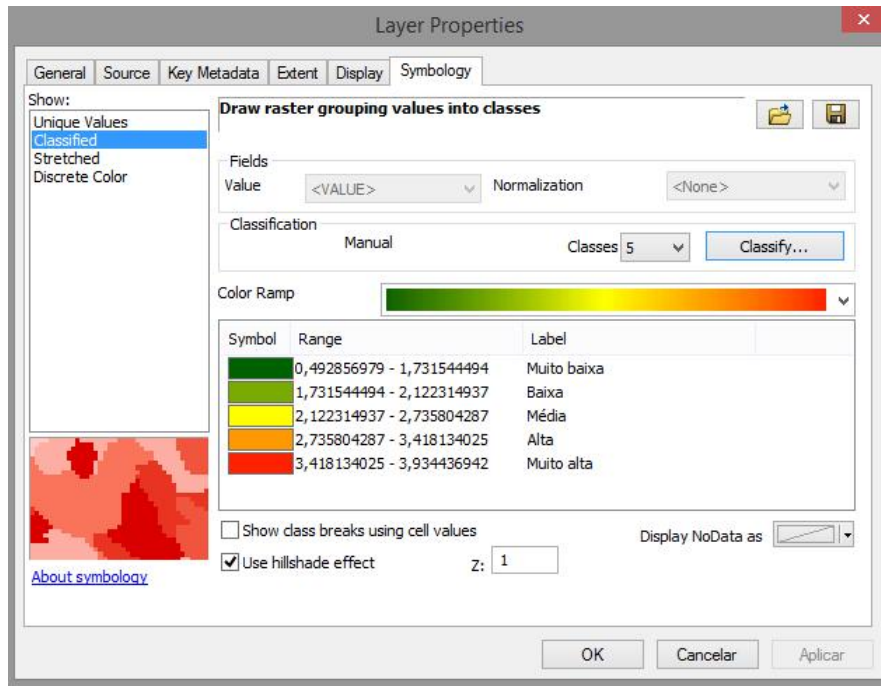 Layer Properties
x
General Source Key Metadata Extent Display Symbology
Show:
Unique Values
Classified
Stretched
Discrete Color
About symbology
Draw raster grouping values into classes
Fields
Value <VALUE> Normalization <None>
Classification
Manual Classes 5 Classify...
Color Ramp
Symbol Range Label
0,492856979 - 1,731544494 Muito baixa
1,731544494 - 2,122314937 Baixa
2,122314937 - 2,735804287 Média
2,735804287 - 3,418134025 Alta
3,418134025 - 3,934436942 Muito alta
Show class breaks using cell values Display NoData as
Use hillshade effect Z: 1
OK Cancelar Aplicar